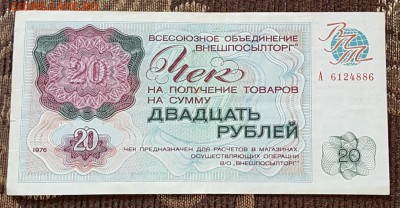 ВСЕСОЮЗНОЕ ОБЪЕДИНЕНИЕ
"ВНЕШПОСЫЛТОРГ"
20
Чек
ВПТ
А 6124886
НА ПОЛУЧЕНИЕ ТОВАРОВ
НА СУММУ
ДВАДЦАТЬ
РУБЛЕЙ
1976
20
20
ЧЕК ПРЕДНАЗНАЧЕН ДЛЯ РАСЧЕТОВ В МАГАЗИНАХ,
ОСУЩЕСТВЛЯЮЩИХ ОПЕРАЦИИ
В/О „ВНЕШПОСЫЛТОРГ"